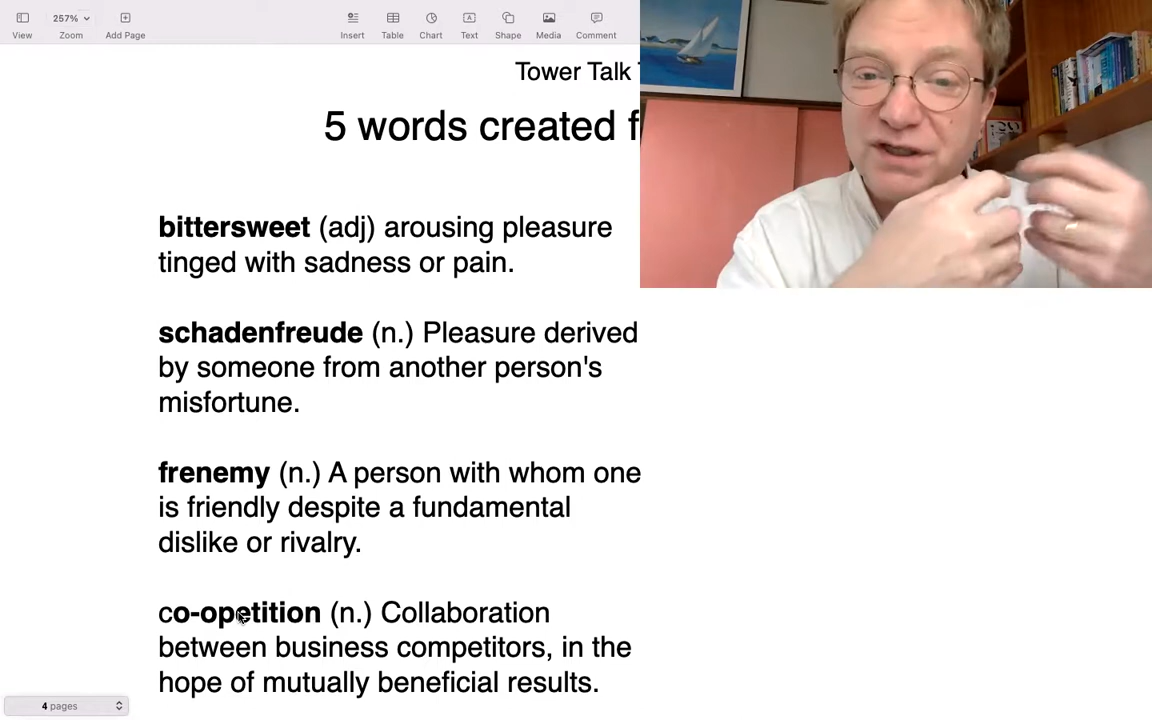 257%
View Zoom Add Page Insert Table Chart Text Shape Media Comment
Tower Talk
5 words created
bittersweet (adj) arousing pleasure
tinged with sadness or pain.
schadenfreude (n.) Pleasure derived
by someone from another person's
misfortune.
frenemy (n.) A person with whom one
is friendly despite a fundamental
dislike or rivalry.
co-opetition (n.) Collaboration
between business competitors, in the
hope of mutually beneficial results.
4 pages